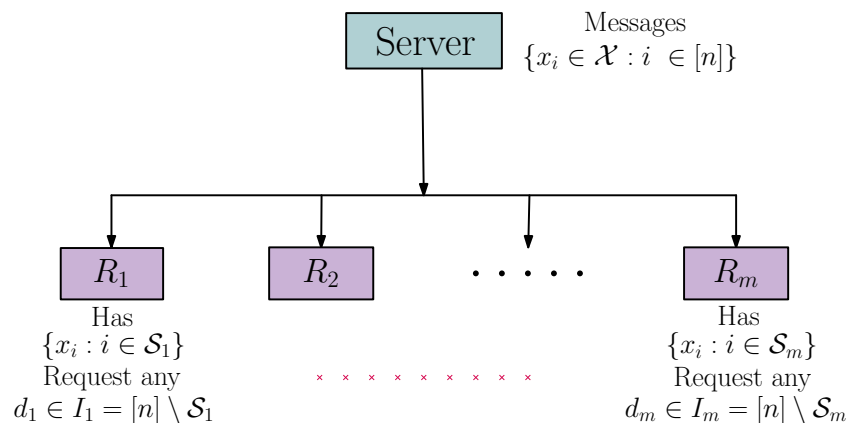 Server
Messages
{x_i ∈ 𝒳 : i ∈ [n]}
R_1
R_2
. . . . .
R_m
Has
{x_i : i ∈ 𝒮_1}
Request any
d_1 ∈ I_1 = [n] \ 𝒮_1
× × × × × × × × ×
Has
{x_i : i ∈ 𝒮_m}
Request any
d_m ∈ I_m = [n] \ 𝒮_m